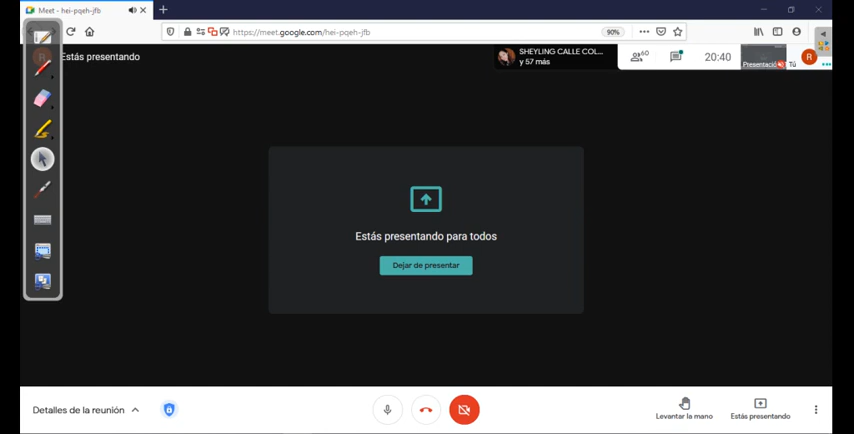 Meet - hei-pqeh-jfb
https://meet.google.com/hei-pqeh-jfb
90%
R
Estás presentando
SHEYLING CALLE COL...
y 57 más
60
20:40
Presentació
Tú
R
Estás presentando para todos
Dejar de presentar
Detalles de la reunión
Levantar la mano
Estás presentando